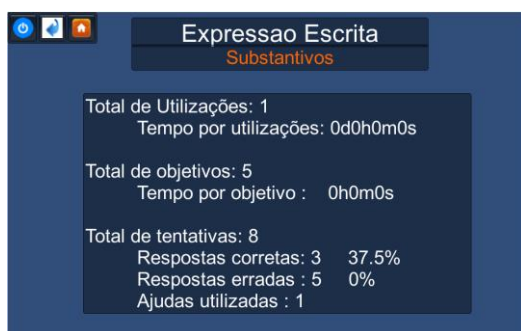 Expressao Escrita
Substantivos
Total de Utilizações: 1
Tempo por utilizações: 0d0h0m0s
Total de objetivos: 5
Tempo por objetivo : 0h0m0s
Total de tentativas: 8
Respostas corretas: 3 37.5%
Respostas erradas : 5 0%
Ajudas utilizadas : 1